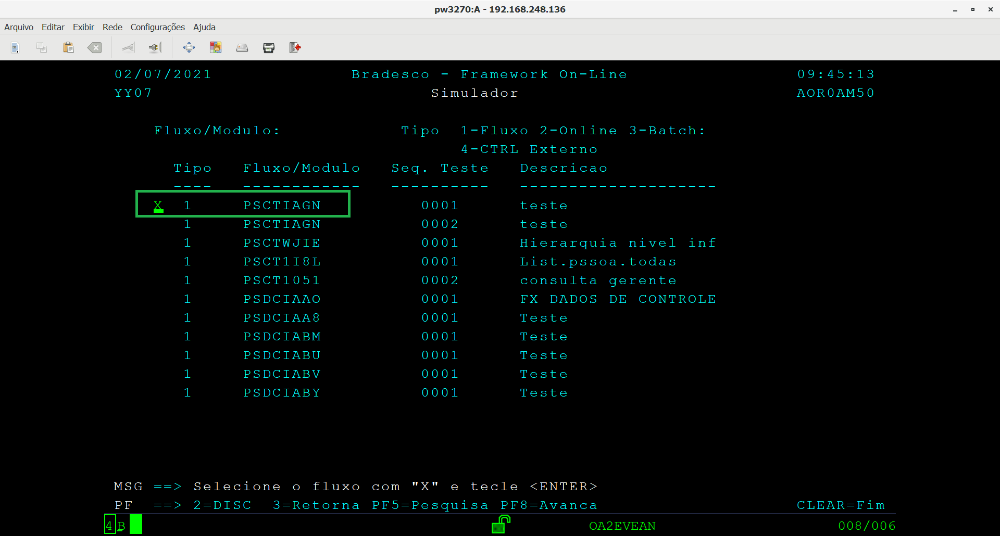 pw3270:A - 192.168.248.136
Arquivo Editar Exibir Rede Configurações Ajuda
02/07/2021 Bradesco - Framework On-Line 09:45:13
YY07 Simulador AOR0AM50
Fluxo/Modulo: Tipo 1-Fluxo 2-Online 3-Batch:
4-CTRL Externo
Tipo Fluxo/Modulo Seq. Teste Descricao
---- ------------ ---------- --------------------
X 1 PSCTIAGN 0001 teste
1 PSCTIAGN 0002 teste
1 PSCTWJIE 0001 Hierarquia nivel inf
1 PSCT1I8L 0001 List.pssoa.todas
1 PSCT1051 0002 consulta gerente
1 PSDCIAAO 0001 FX DADOS DE CONTROLE
1 PSDCIAA8 0001 Teste
1 PSDCIABM 0001 Teste
1 PSDCIABU 0001 Teste
1 PSDCIABV 0001 Teste
1 PSDCIABY 0001 Teste
MSG ==> Selecione o fluxo com "X" e tecle <ENTER>
PF ==> 2=DISC 3=Retorna PF5=Pesquisa PF8=Avanca CLEAR=Fim
4 B OA2EVEAN 008/006